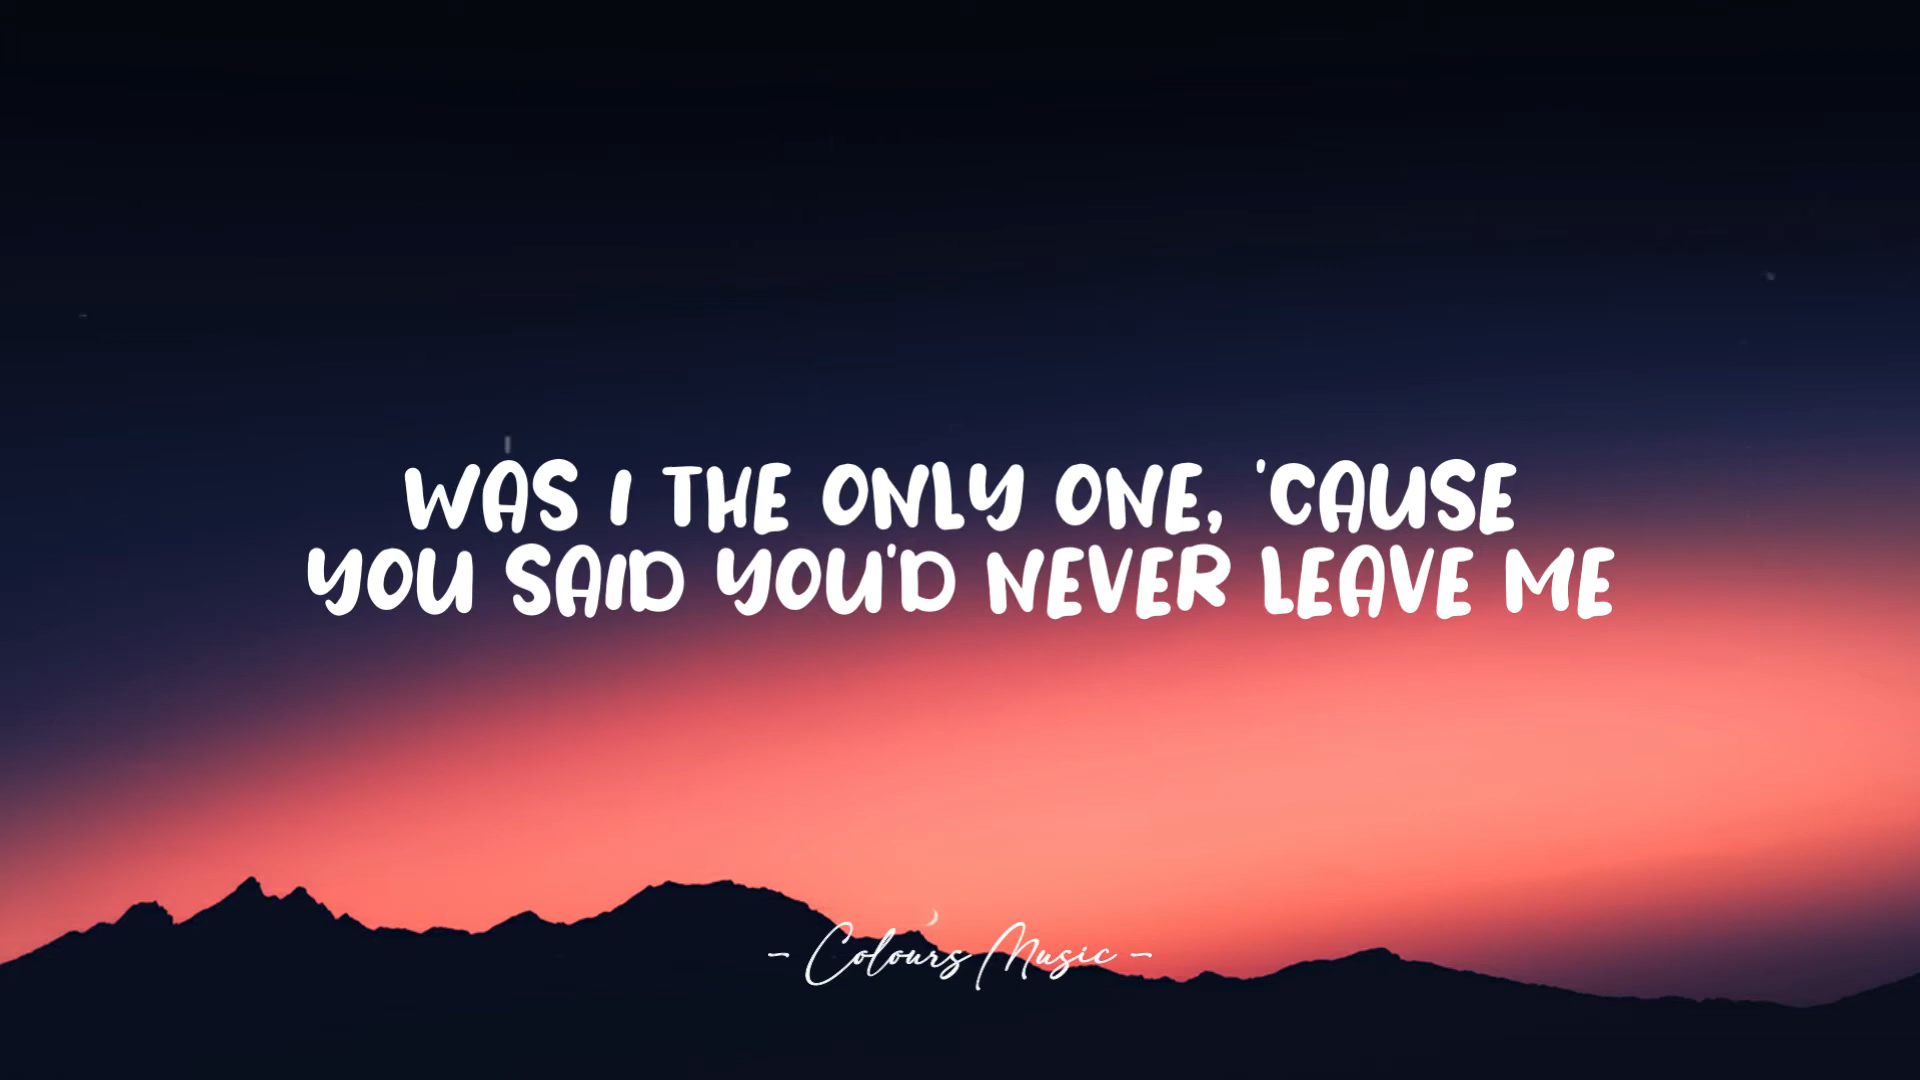 WAS I THE ONLY ONE, 'CAUSE
YOU SAID YOU'D NEVER LEAVE ME
- Colours Music -